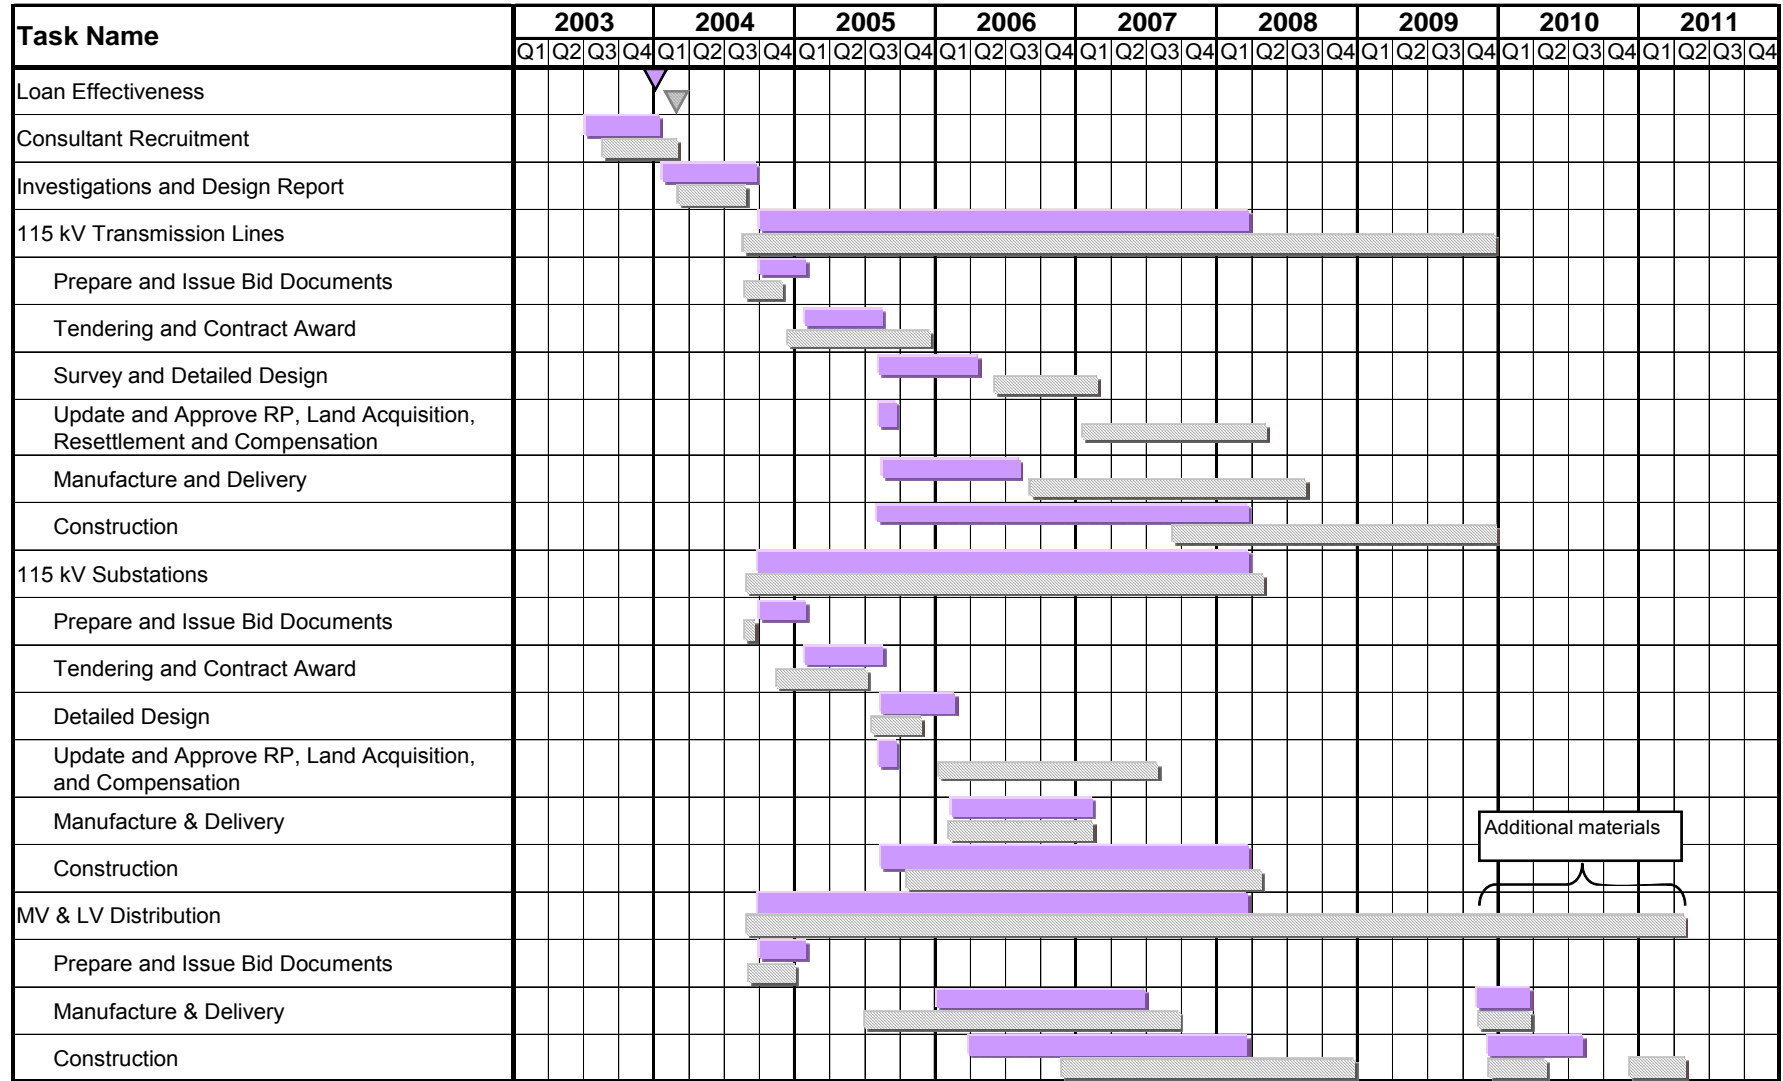 Task Name
2003 2004 2005 2006 2007 2008 2009 2010 2011
Q1 Q2 Q3 Q4 Q1 Q2 Q3 Q4 Q1 Q2 Q3 Q4 Q1 Q2 Q3 Q4 Q1 Q2 Q3 Q4 Q1 Q2 Q3 Q4 Q1 Q2 Q3 Q4 Q1 Q2 Q3 Q4 Q1 Q2 Q3 Q4
Loan Effectiveness
Consultant Recruitment
Investigations and Design Report
115 kV Transmission Lines
Prepare and Issue Bid Documents
Tendering and Contract Award
Survey and Detailed Design
Update and Approve RP, Land Acquisition,
Resettlement and Compensation
Manufacture and Delivery
Construction
115 kV Substations
Prepare and Issue Bid Documents
Tendering and Contract Award
Detailed Design
Update and Approve RP, Land Acquisition,
and Compensation
Manufacture & Delivery
Additional materials
Construction
MV & LV Distribution
Prepare and Issue Bid Documents
Manufacture & Delivery
Construction